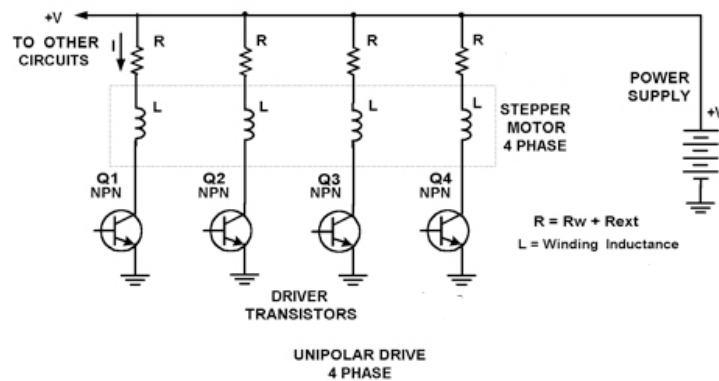 +V
TO OTHER
CIRCUITS
I
R
R
R
R
L
L
L
L
STEPPER
MOTOR
4 PHASE
POWER
SUPPLY
+V
Q1
NPN
Q2
NPN
Q3
NPN
Q4
NPN
R = Rw + Rext
L = Winding Inductance
DRIVER
TRANSISTORS
UNIPOLAR DRIVE
4 PHASE